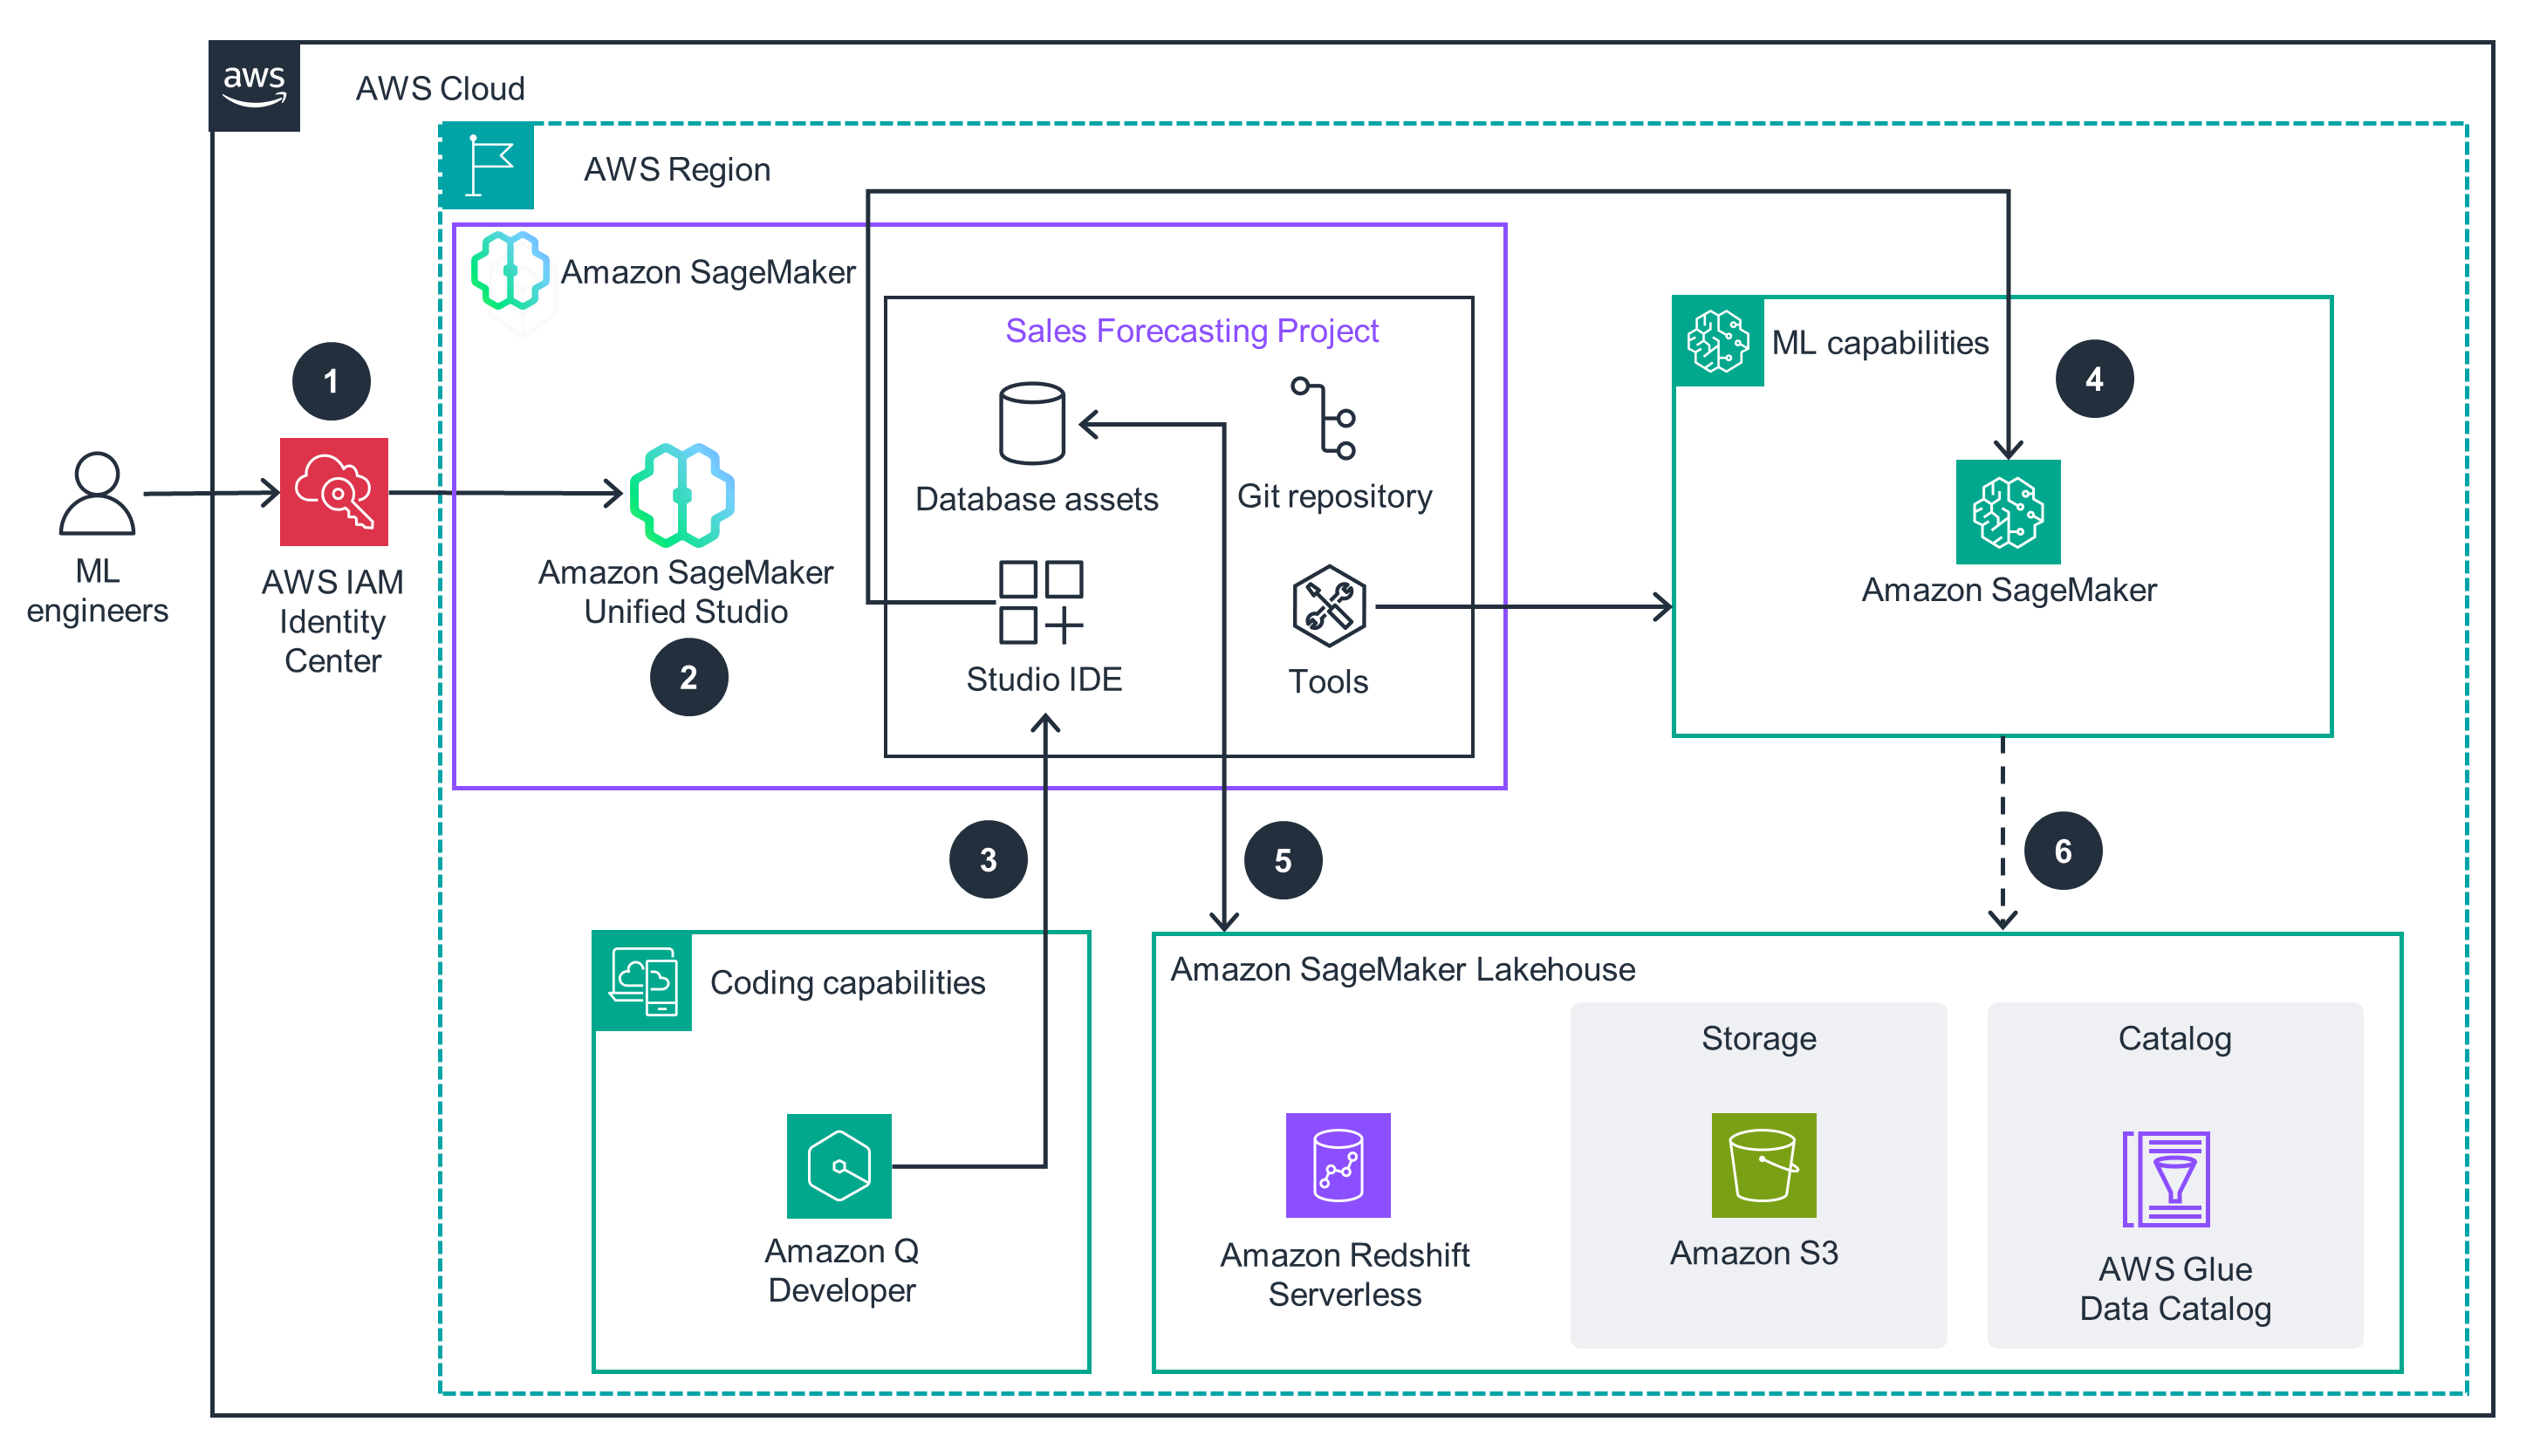 aws
AWS Cloud
AWS Region
Amazon SageMaker
Sales Forecasting Project
ML capabilities
1
4
Database assets
Git repository
ML
engineers
AWS IAM
Identity
Center
Amazon SageMaker
Unified Studio
2
Studio IDE
Tools
Amazon SageMaker
3
5
6
Coding capabilities
Amazon Q
Developer
Amazon SageMaker Lakehouse
Amazon Redshift
Serverless
Storage
Amazon S3
Catalog
AWS Glue
Data Catalog